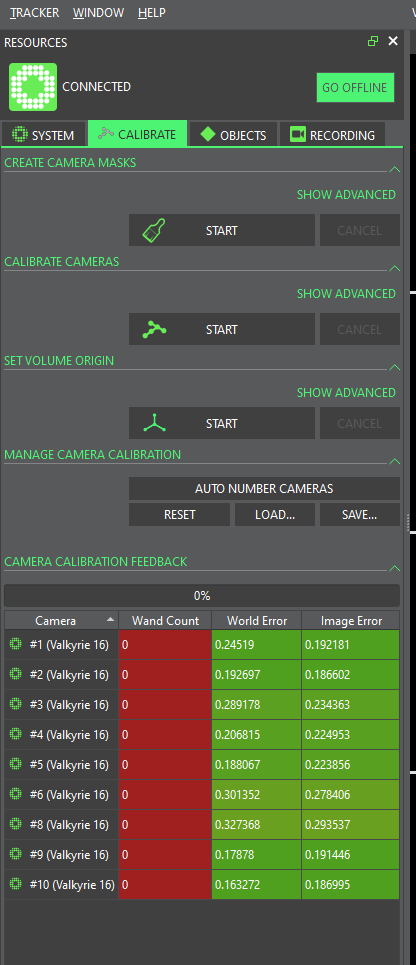 TRACKER WINDOW HELP
RESOURCES
CONNECTED
GO OFFLINE
SYSTEM CALIBRATE OBJECTS RECORDING
CREATE CAMERA MASKS
SHOW ADVANCED
START CANCEL
CALIBRATE CAMERAS
SHOW ADVANCED
START CANCEL
SET VOLUME ORIGIN
SHOW ADVANCED
START CANCEL
MANAGE CAMERA CALIBRATION
AUTO NUMBER CAMERAS
RESET LOAD... SAVE...
CAMERA CALIBRATION FEEDBACK
0%
Camera Wand Count World Error Image Error
#1 (Valkyrie 16) 0 0.24519 0.192181
#2 (Valkyrie 16) 0 0.192697 0.186602
#3 (Valkyrie 16) 0 0.289178 0.234363
#4 (Valkyrie 16) 0 0.206815 0.224953
#5 (Valkyrie 16) 0 0.188067 0.223856
#6 (Valkyrie 16) 0 0.301352 0.278406
#8 (Valkyrie 16) 0 0.327368 0.293537
#9 (Valkyrie 16) 0 0.17878 0.191446
#10 (Valkyrie 16) 0 0.163272 0.186995